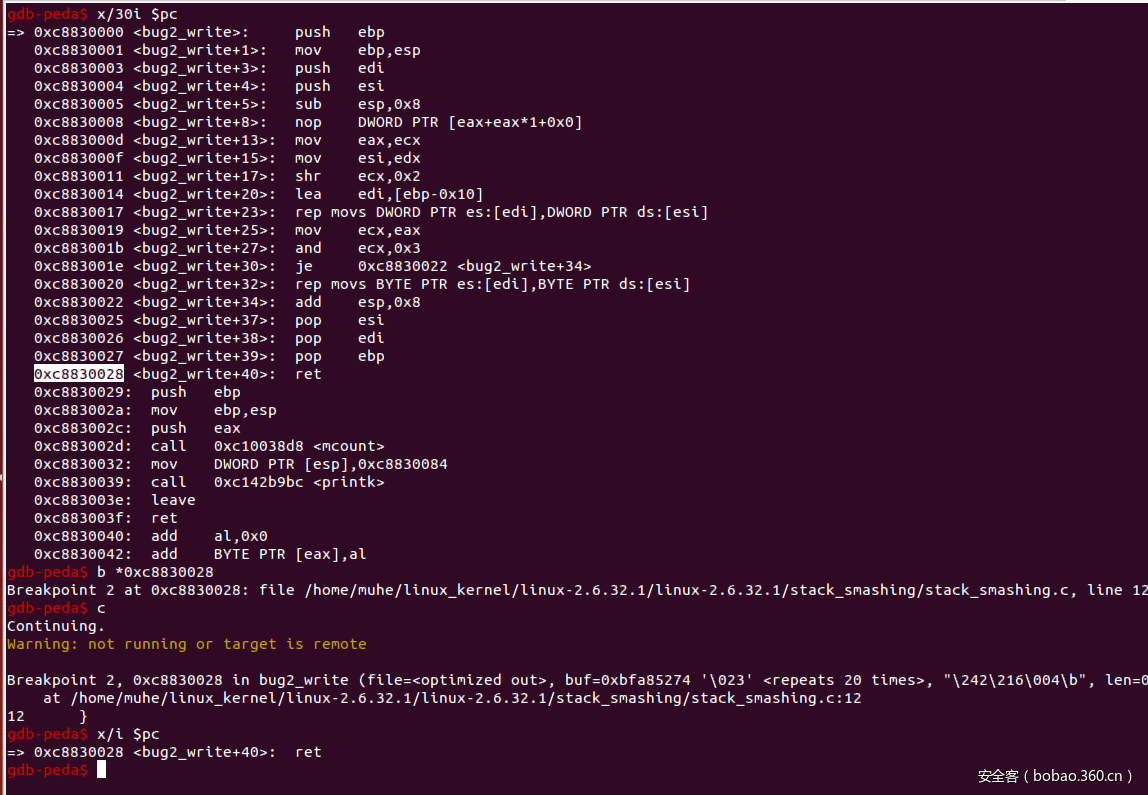 gdb-peda$ x/30i $pc
=> 0xc8830000 <bug2_write>:     push   ebp
   0xc8830001 <bug2_write+1>:   mov    ebp,esp
   0xc8830003 <bug2_write+3>:   push   edi
   0xc8830004 <bug2_write+4>:   push   esi
   0xc8830005 <bug2_write+5>:   sub    esp,0x8
   0xc8830008 <bug2_write+8>:   nop    DWORD PTR [eax+eax*1+0x0]
   0xc883000d <bug2_write+13>:  mov    eax,ecx
   0xc883000f <bug2_write+15>:  mov    esi,edx
   0xc8830011 <bug2_write+17>:  shr    ecx,0x2
   0xc8830014 <bug2_write+20>:  lea    edi,[ebp-0x10]
   0xc8830017 <bug2_write+23>:  rep movs DWORD PTR es:[edi],DWORD PTR ds:[esi]
   0xc8830019 <bug2_write+25>:  mov    ecx,eax
   0xc883001b <bug2_write+27>:  and    ecx,0x3
   0xc883001e <bug2_write+30>:  je     0xc8830022 <bug2_write+34>
   0xc8830020 <bug2_write+32>:  rep movs BYTE PTR es:[edi],BYTE PTR ds:[esi]
   0xc8830022 <bug2_write+34>:  add    esp,0x8
   0xc8830025 <bug2_write+37>:  pop    esi
   0xc8830026 <bug2_write+38>:  pop    edi
   0xc8830027 <bug2_write+39>:  pop    ebp
   0xc8830028 <bug2_write+40>:  ret
   0xc8830029:  push   ebp
   0xc883002a:  mov    ebp,esp
   0xc883002c:  push   eax
   0xc883002d:  call   0xc10038d8 <mcount>
   0xc8830032:  mov    DWORD PTR [esp],0xc8830084
   0xc8830039:  call   0xc142b9bc <printk>
   0xc883003e:  leave
   0xc883003f:  ret
   0xc8830040:  add    al,0x0
   0xc8830042:  add    BYTE PTR [eax],al
gdb-peda$ b *0xc8830028
Breakpoint 2 at 0xc8830028: file /home/muhe/linux_kernel/linux-2.6.32.1/linux-2.6.32.1/stack_smashing/stack_smashing.c, line 12
gdb-peda$ c
Continuing.
Warning: not running or target is remote
Breakpoint 2, 0xc8830028 in bug2_write (file=<optimized out>, buf=0xbfa85274 '\023' <repeats 20 times>, "\242\216\004\b", len=0
    at /home/muhe/linux_kernel/linux-2.6.32.1/linux-2.6.32.1/stack_smashing/stack_smashing.c:12
12      }
gdb-peda$ x/i $pc
=> 0xc8830028 <bug2_write+40>:  ret
gdb-peda$
安全客（bobao.360.cn）